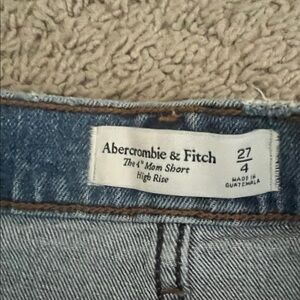 Abercrombie & Fitch
The 4" Mom Short
High Rise
27
4
MADE IN
GUATEMALA